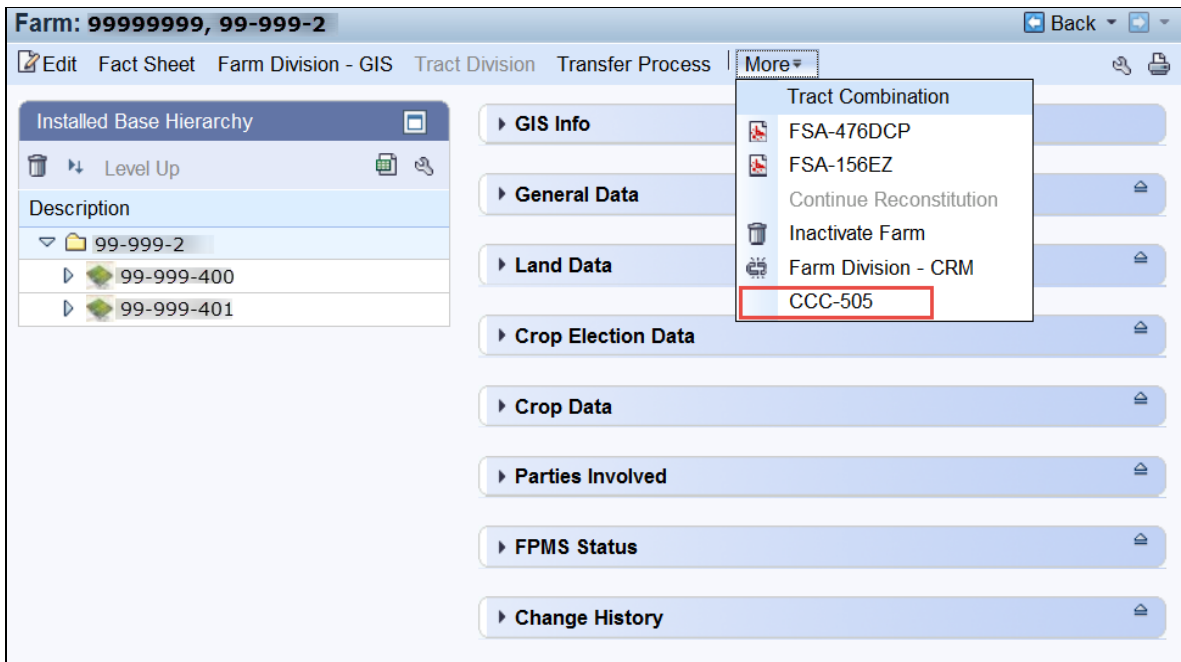 Farm: 99999999, 99-999-2
Back
Edit Fact Sheet Farm Division - GIS Tract Division Transfer Process More
Installed Base Hierarchy
Level Up
Description
99-999-2
99-999-400
99-999-401
Tract Combination
FSA-476DCP
FSA-156EZ
Continue Reconstitution
Inactivate Farm
Farm Division - CRM
CCC-505
GIS Info
General Data
Land Data
Crop Election Data
Crop Data
Parties Involved
FPMS Status
Change History